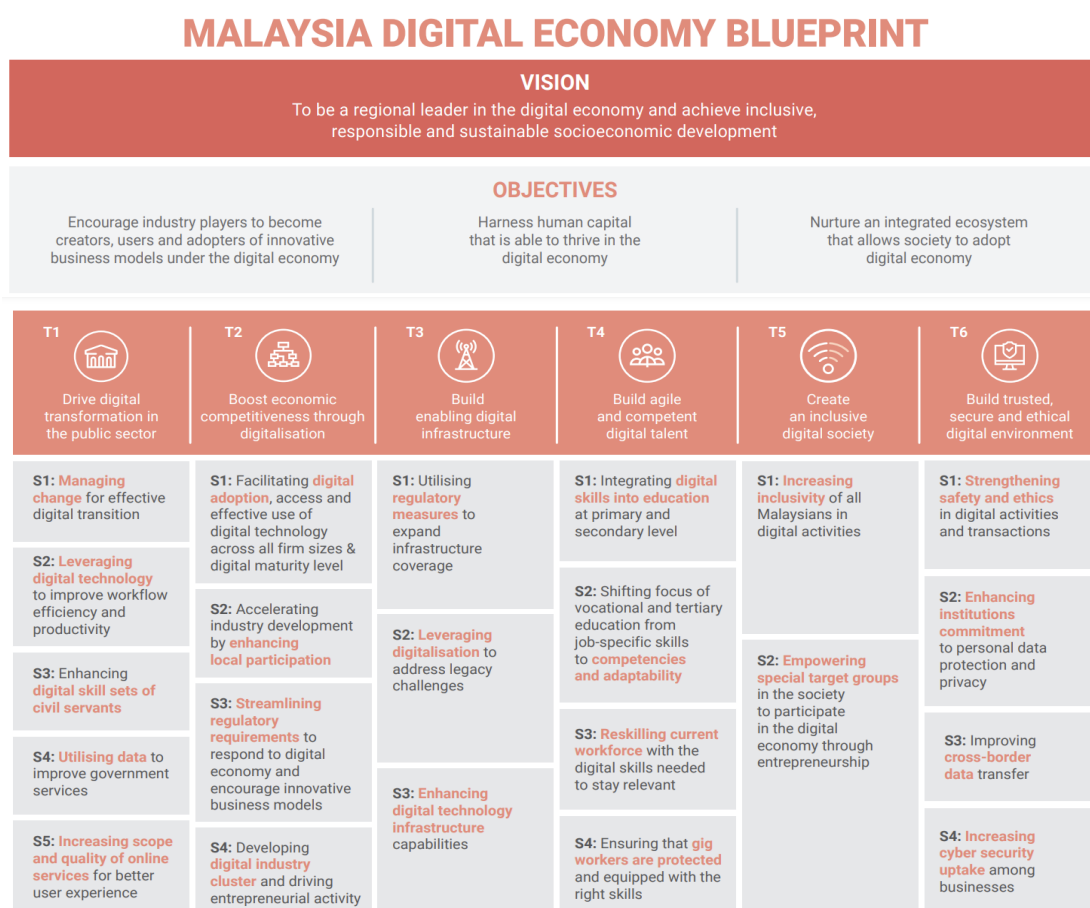 MALAYSIA DIGITAL ECONOMY BLUEPRINT
VISION
To be a regional leader in the digital economy and achieve inclusive,
responsible and sustainable socioeconomic development
OBJECTIVES
Encourage industry players to become
creators, users and adopters of innovative
business models under the digital economy
Harness human capital
that is able to thrive in the
digital economy
Nurture an integrated ecosystem
that allows society to adopt
digital economy
T1
Drive digital
transformation in
the public sector
T2
Boost economic
competitiveness through
digitalisation
T3
Build
enabling digital
infrastructure
T4
Build agile
and competent
digital talent
T5
Create
an inclusive
digital society
T6
Build trusted,
secure and ethical
digital environment
S1: Managing
change for effective
digital transition
S2: Leveraging
digital technology
to improve workflow
efficiency and
productivity
S3: Enhancing
digital skill sets of
civil servants
S4: Utilising data to
improve government
services
S5: Increasing scope
and quality of online
services for better
user experience
S1: Facilitating digital
adoption, access and
effective use of
digital technology
across all firm sizes &
digital maturity level
S2: Accelerating
industry development
by enhancing
local participation
S3: Streamlining
regulatory
requirements to
respond to digital
economy and
encourage innovative
business models
S4: Developing
digital industry
cluster and driving
entrepreneurial activity
S1: Utilising
regulatory
measures to
expand
infrastructure
coverage
S2: Leveraging
digitalisation to
address legacy
challenges
S3: Enhancing
digital technology
infrastructure
capabilities
S1: Integrating digital
skills into education
at primary and
secondary level
S2: Shifting focus of
vocational and tertiary
education from
job-specific skills
to competencies
and adaptability
S3: Reskilling current
workforce with the
digital skills needed
to stay relevant
S4: Ensuring that gig
workers are protected
and equipped with the
right skills
S1: Increasing
inclusivity of all
Malaysians in
digital activities
S2: Empowering
special target groups
in the society
to participate
in the digital
economy through
entrepreneurship
S1: Strengthening
safety and ethics
in digital activities
and transactions
S2: Enhancing
institutions
commitment
to personal data
protection and
privacy
S3: Improving
cross-border
data transfer
S4: Increasing
cyber security
uptake among
businesses